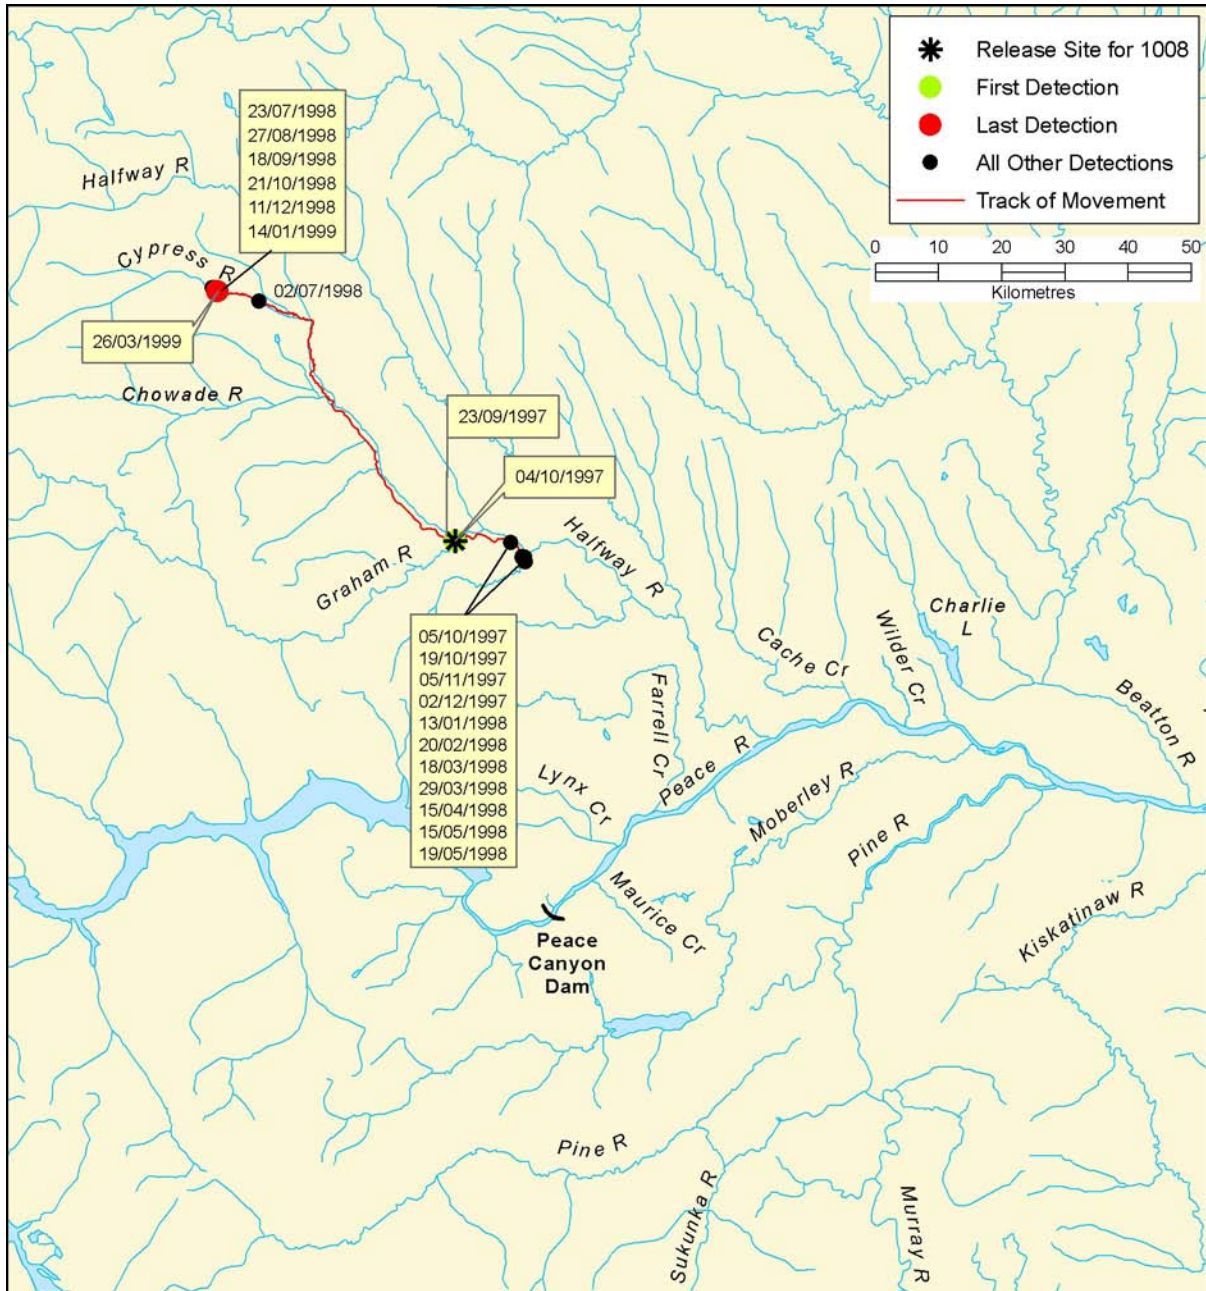 Release Site for 1008
First Detection
Last Detection
All Other Detections
Track of Movement
0 10 20 30 40 50
Kilometres
23/07/1998
27/08/1998
18/09/1998
21/10/1998
11/12/1998
14/01/1999
Halfway R
Cypress R
02/07/1998
26/03/1999
Chowade R
23/09/1997
04/10/1997
Graham R
Halfway R
05/10/1997
19/10/1997
05/11/1997
02/12/1997
13/01/1998
20/02/1998
18/03/1998
29/03/1998
15/04/1998
15/05/1998
19/05/1998
Charlie
L
Wilder Cr
Cache Cr
Farrell Cr
Beatton R
Peace R
Lynx Cr
Moberley R
Pine R
Maurice Cr
Kiskatinaw R
Peace
Canyon
Dam
Pine R
Sukunka R
Murray R